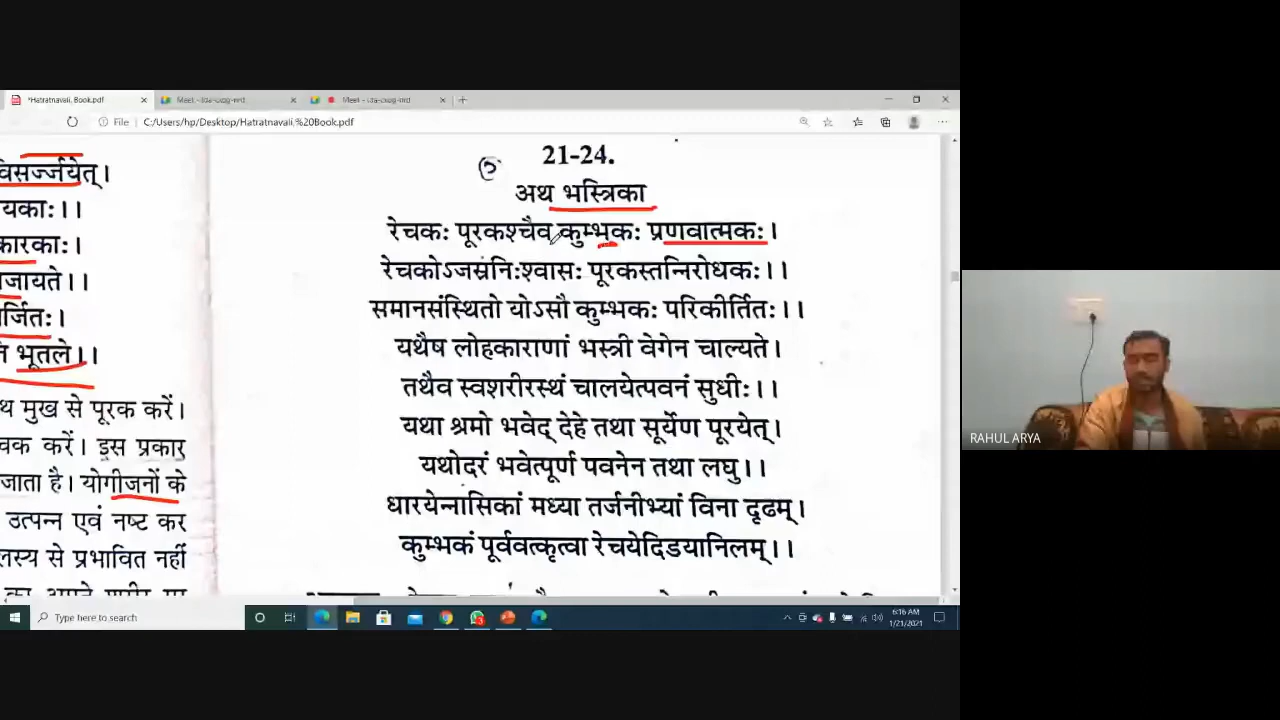 *Hatratnavali, Book.pdf
File
C:/Users/hp/Desktop/Hatratnavali,%20Book.pdf
विसर्ज्जयेत्।
यकाः।।
कारकाः।
जायते।।
र्जितः।
भूतले।।
थ मुख से पूरक करें।
वक करें। इस प्रकार
जाता है। योगीजनों के
उत्पन्न एवं नष्ट कर
लस्य से प्रभावित नहीं
21-24.
अथ भस्त्रिका
रेचकः पूरकश्चैव कुम्भकः प्रणवात्मकः।
रेचकोऽजस्रनिःश्वासः पूरकस्तन्निरोधकः।।
समानसंस्थितो योऽसौ कुम्भकः परिकीर्तितः।।
यथैष लोहकाराणां भस्त्री वेगेन चाल्यते।
तथैव स्वशरीरस्थं चालयेत्पवनं सुधीः।।
यथा श्रमो भवेद् देहे तथा सूर्येण पूरयेत्।
यथोदरं भवेत्पूर्ण पवनेन तथा लघु।।
धारयेन्नासिकां मध्या तर्जनीभ्यां विना दृढम्।
कुम्भकं पूर्ववत्कृत्वा रेचयेदिडयानिलम्।।
RAHUL ARYA
Type here to search
6:16 AM
1/21/2021